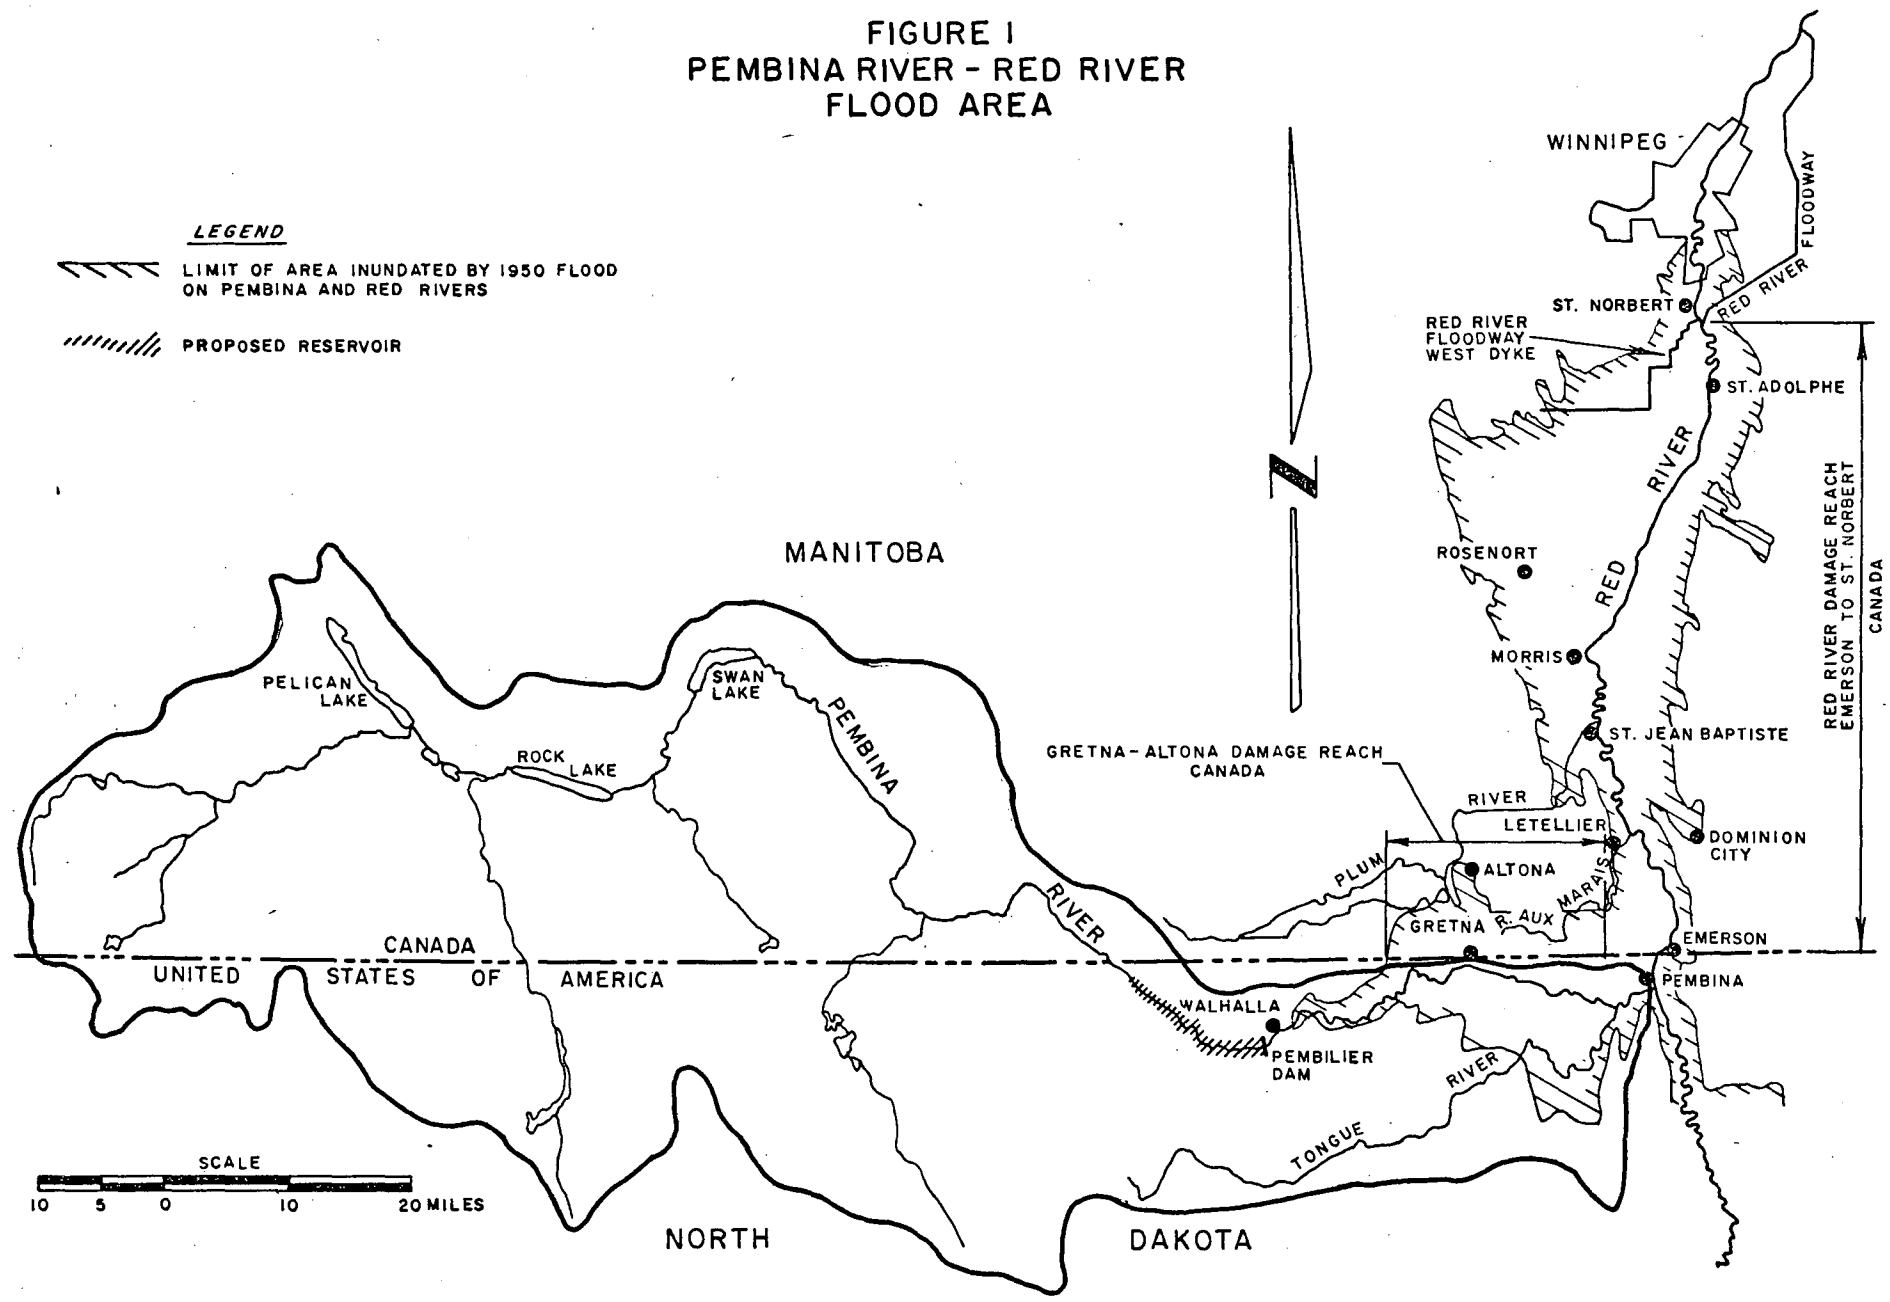 FIGURE 1
PEMBINA RIVER - RED RIVER
FLOOD AREA
LEGEND
LIMIT OF AREA INUNDATED BY 1950 FLOOD
ON PEMBINA AND RED RIVERS
PROPOSED RESERVOIR
WINNIPEG
FLOODWAY
RED RIVER
ST. NORBERT
RED RIVER
FLOODWAY
WEST DYKE
ST. ADOLPHE
RED RIVER
N
RED RIVER DAMAGE REACH
EMERSON TO ST. NORBERT
CANADA
MANITOBA
ROSENORT
MORRIS
PELICAN
LAKE
SWAN
LAKE
PEMBINA
ROCK LAKE
ST. JEAN BAPTISTE
GRETNA-ALTONA DAMAGE REACH
CANADA
RIVER
LETELLIER
DOMINION
CITY
PLUM
ALTONA
R. AUX MARAIS
RIVER
GRETNA
EMERSON
CANADA
UNITED STATES OF AMERICA
PEMBINA
WALHALLA
PEMBILIER
DAM
RIVER
TONGUE
SCALE
10 5 0 10 20 MILES
NORTH DAKOTA